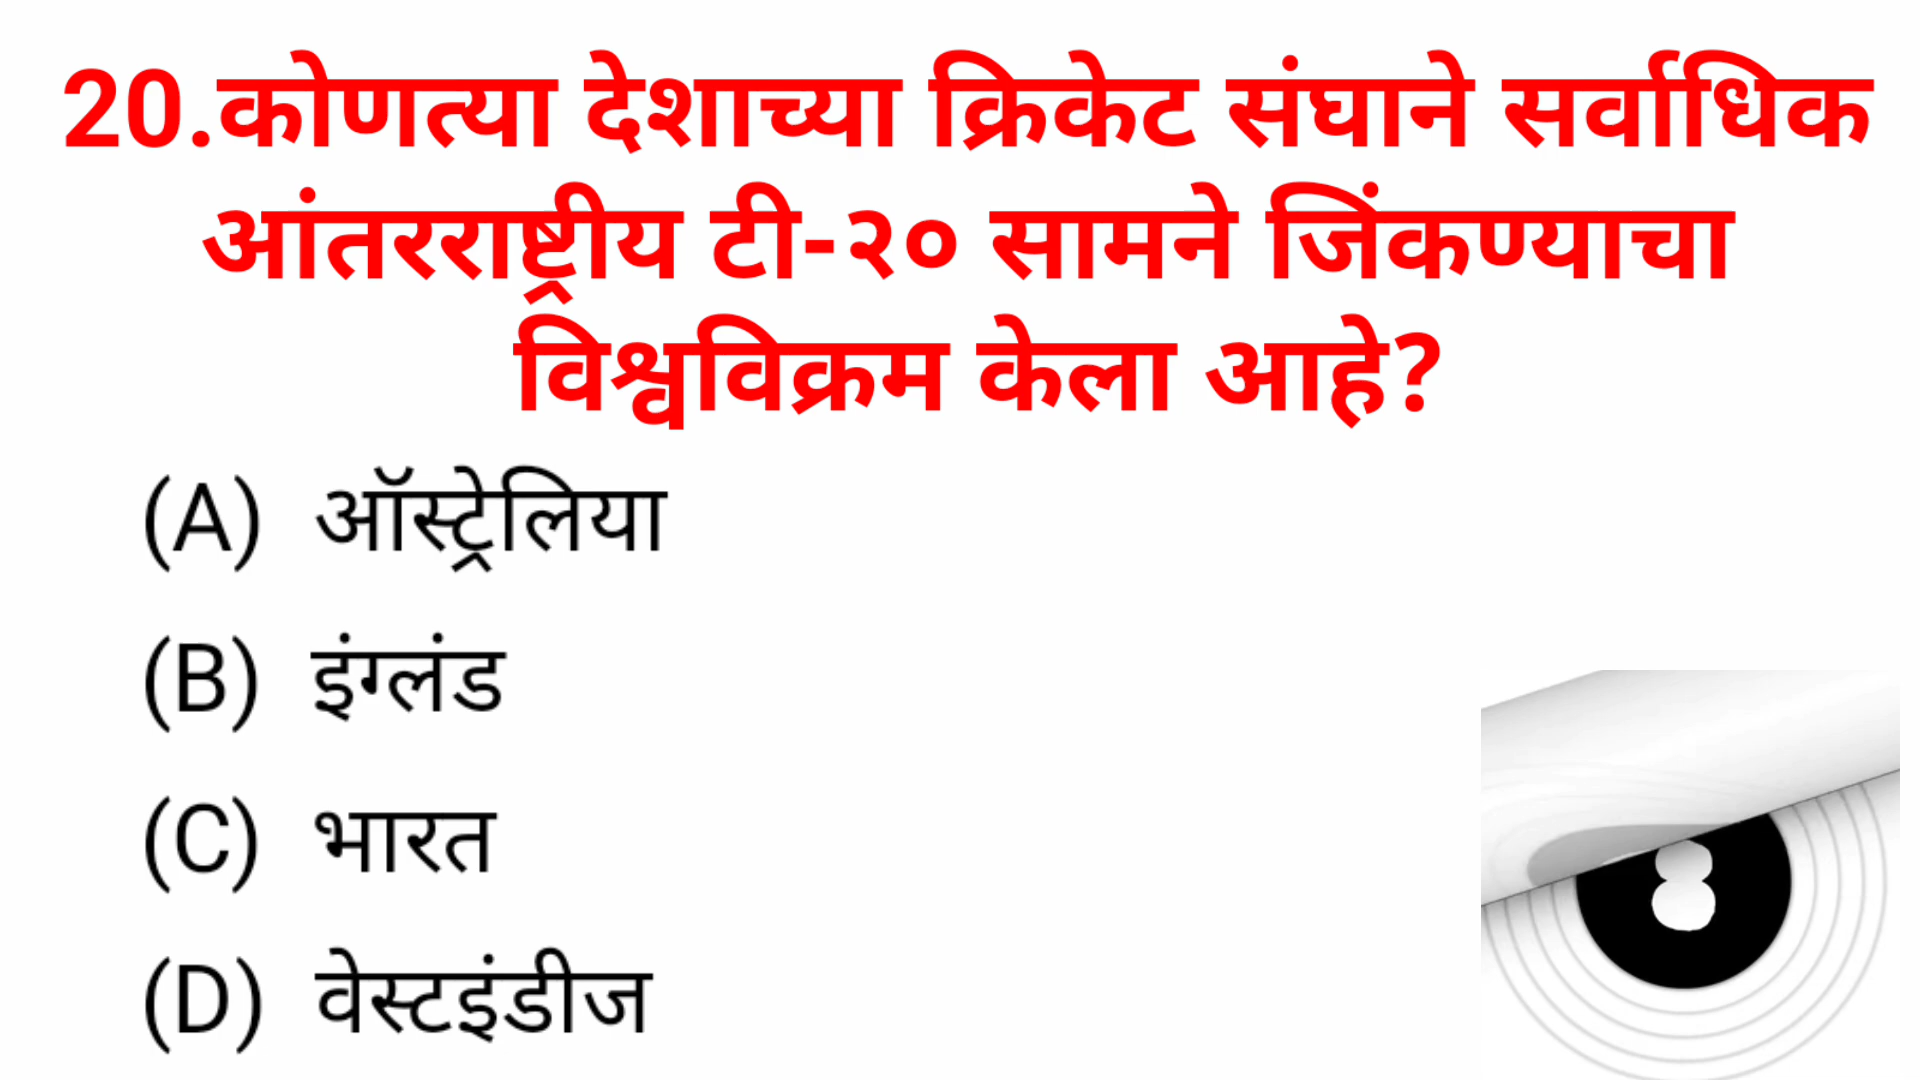 20.कोणत्या देशाच्या क्रिकेट संघाने सर्वाधिक
आंतरराष्ट्रीय टी-२० सामने जिंकण्याचा
विश्वविक्रम केला आहे?
(A) ऑस्ट्रेलिया
(B) इंग्लंड
(C) भारत
(D) वेस्टइंडीज